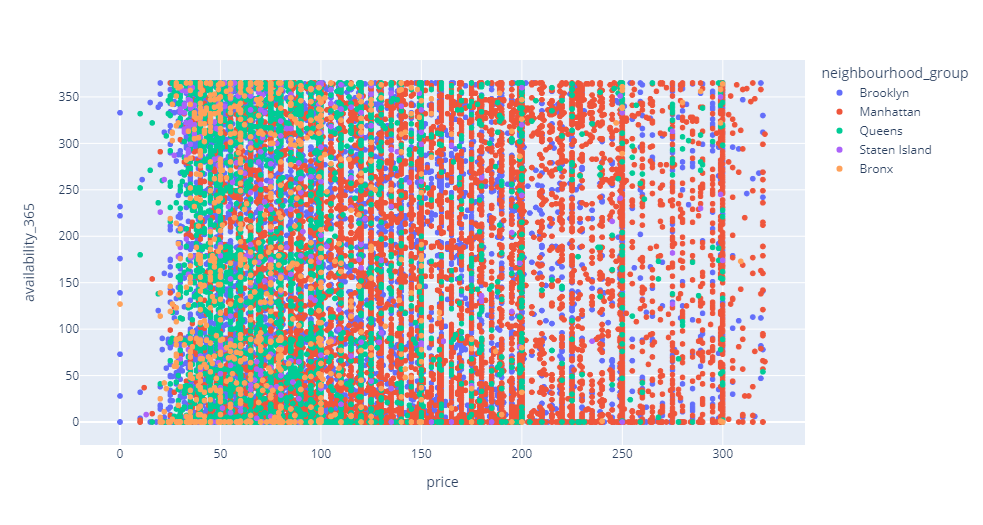 neighbourhood_group
Brooklyn
Manhattan
Queens
Staten Island
Bronx
350
300
250
200
150
100
50
0
availability_365
0 50 100 150 200 250 300
price